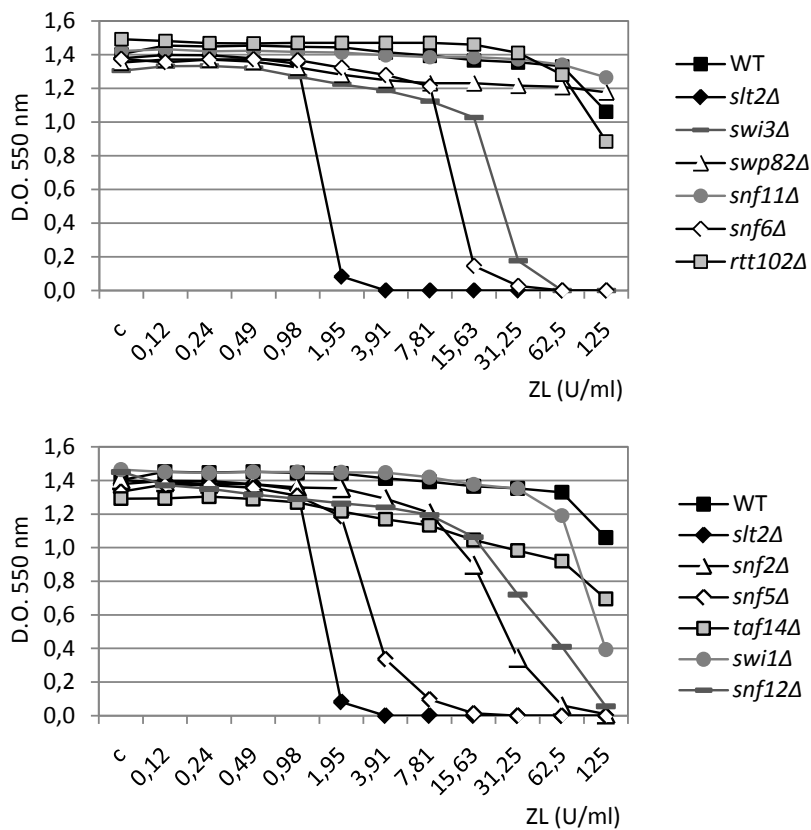 1,6
1,4
1,2
1,0
0,8
0,6
0,4
0,2
0,0
D.O. 550 nm
c 0,12 0,24 0,49 0,98 1,95 3,91 7,81 15,63 31,25 62,5 125
ZL (U/ml)
WT
slt2Δ
swi3Δ
swp82Δ
snf11Δ
snf6Δ
rtt102Δ
1,6
1,4
1,2
1,0
0,8
0,6
0,4
0,2
0,0
D.O. 550 nm
c 0,12 0,24 0,49 0,98 1,95 3,91 7,81 15,63 31,25 62,5 125
ZL (U/ml)
WT
slt2Δ
snf2Δ
snf5Δ
taf14Δ
swi1Δ
snf12Δ